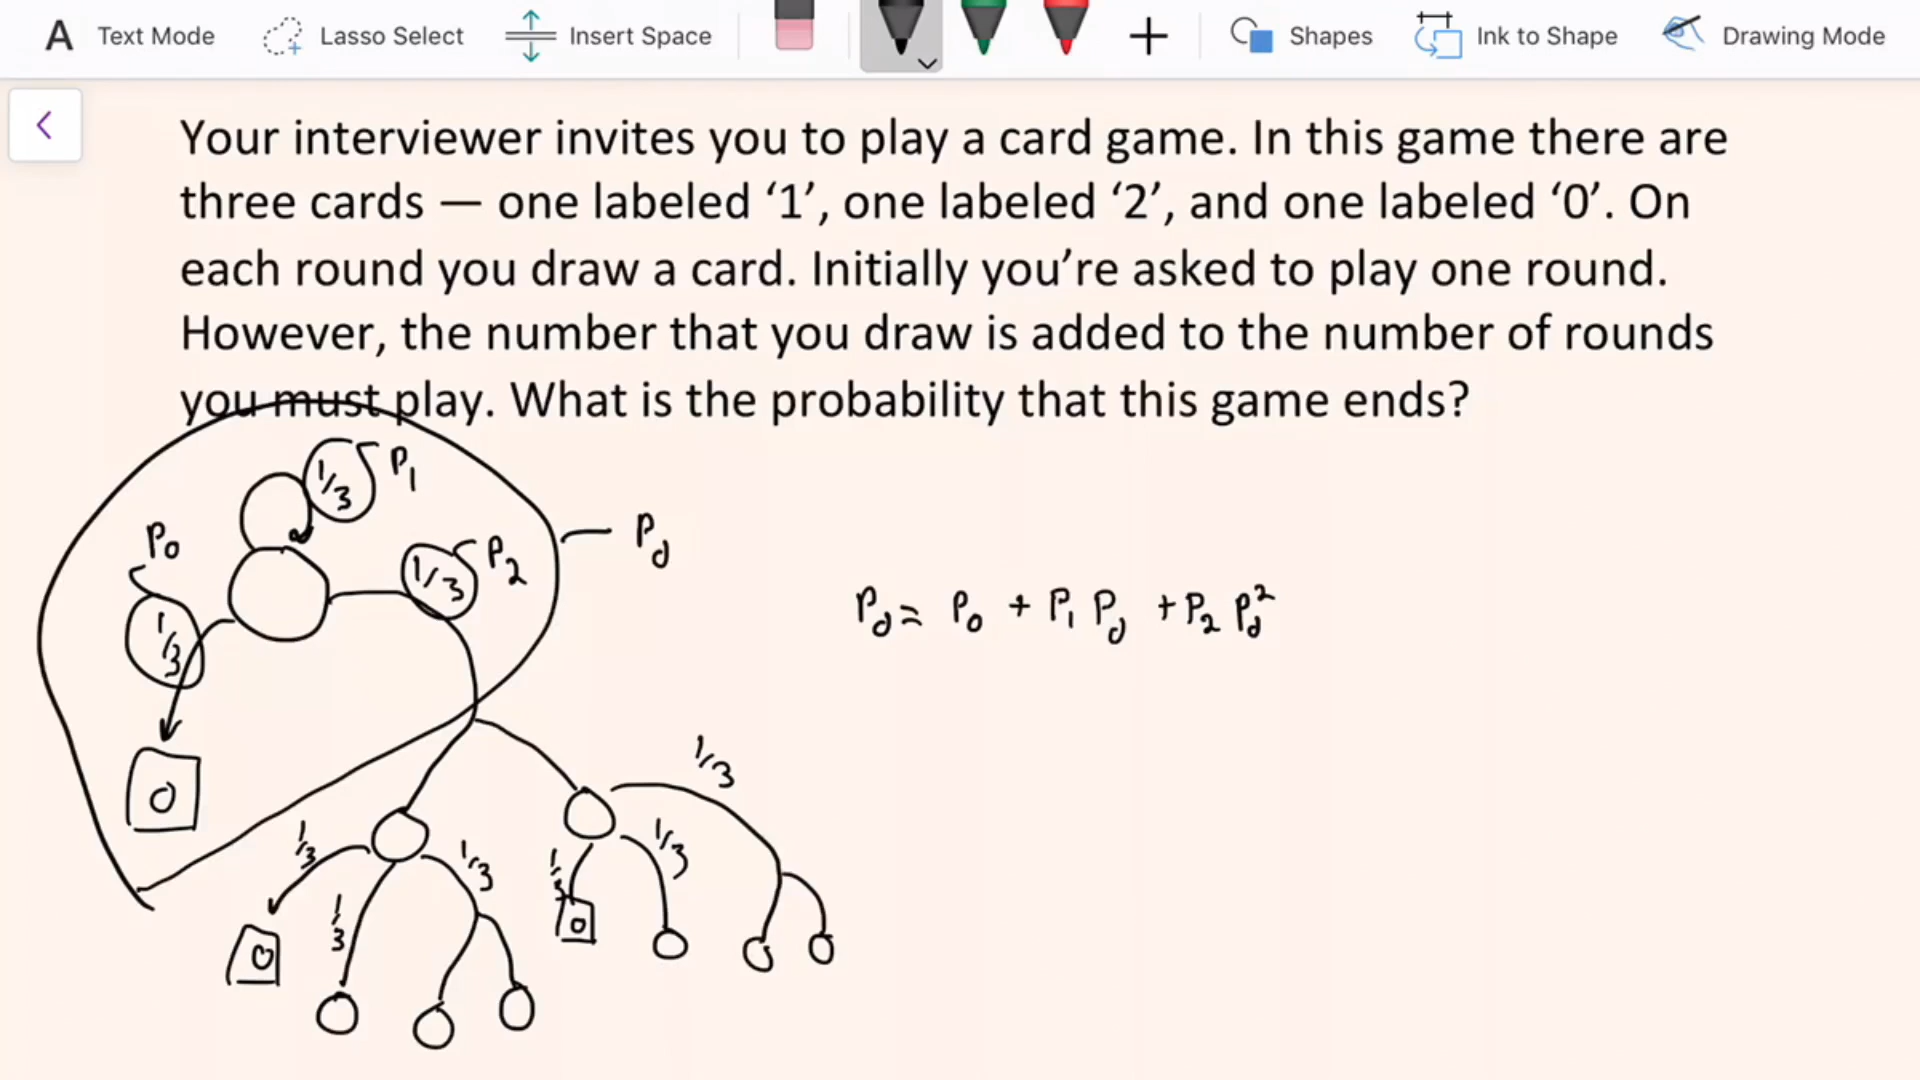 A Text Mode Lasso Select Insert Space Shapes Ink to Shape Drawing Mode
Your interviewer invites you to play a card game. In this game there are
three cards — one labeled ‘1’, one labeled ‘2’, and one labeled ‘0’. On
each round you draw a card. Initially you’re asked to play one round.
However, the number that you draw is added to the number of rounds
you must play. What is the probability that this game ends?
1/3 P1
P0
1/3 P2
Pd
1/3
Pd = P0 + P1 Pd + P2 Pd²
0
1/3
1/3
1/3
1/3
1/3
1/3
0
0